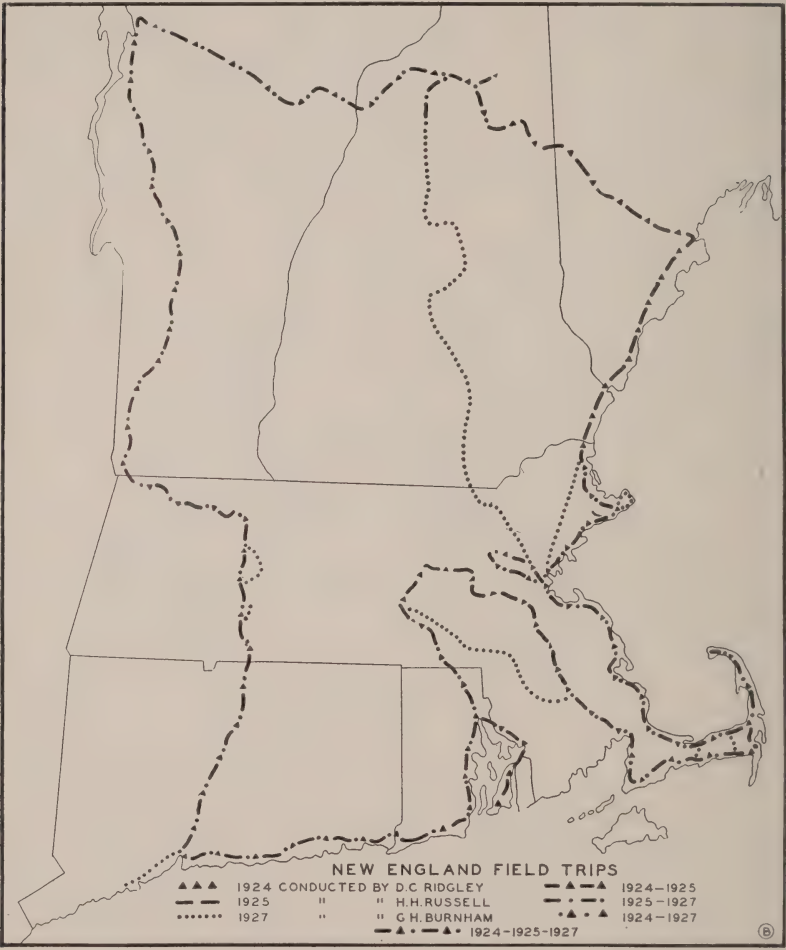 NEW ENGLAND FIELD TRIPS
1924 CONDUCTED BY D.C RIDGLEY 1924—1925
1925 " " H.H.RUSSELL 1925—1927
1927 " " G H.BURNHAM 1924—1927
1924—1925—1927
B